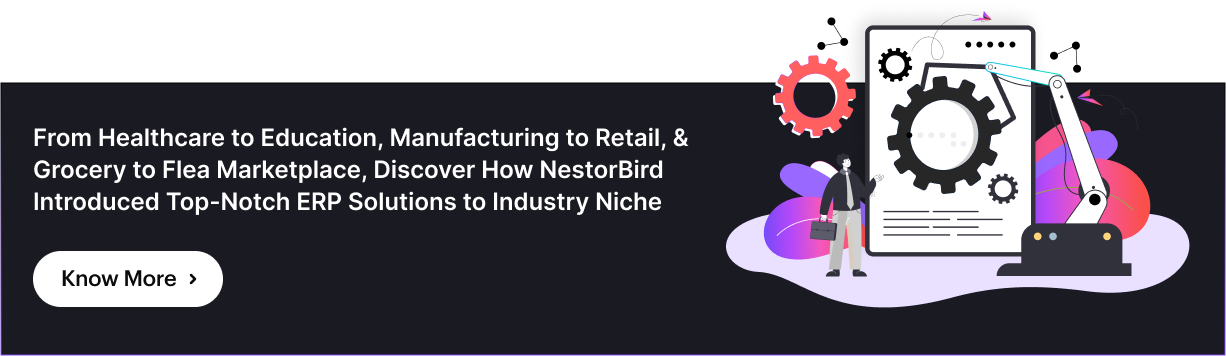 From Healthcare to Education, Manufacturing to Retail, &
Grocery to Flea Marketplace, Discover How NestorBird
Introduced Top-Notch ERP Solutions to Industry Niche
Know More